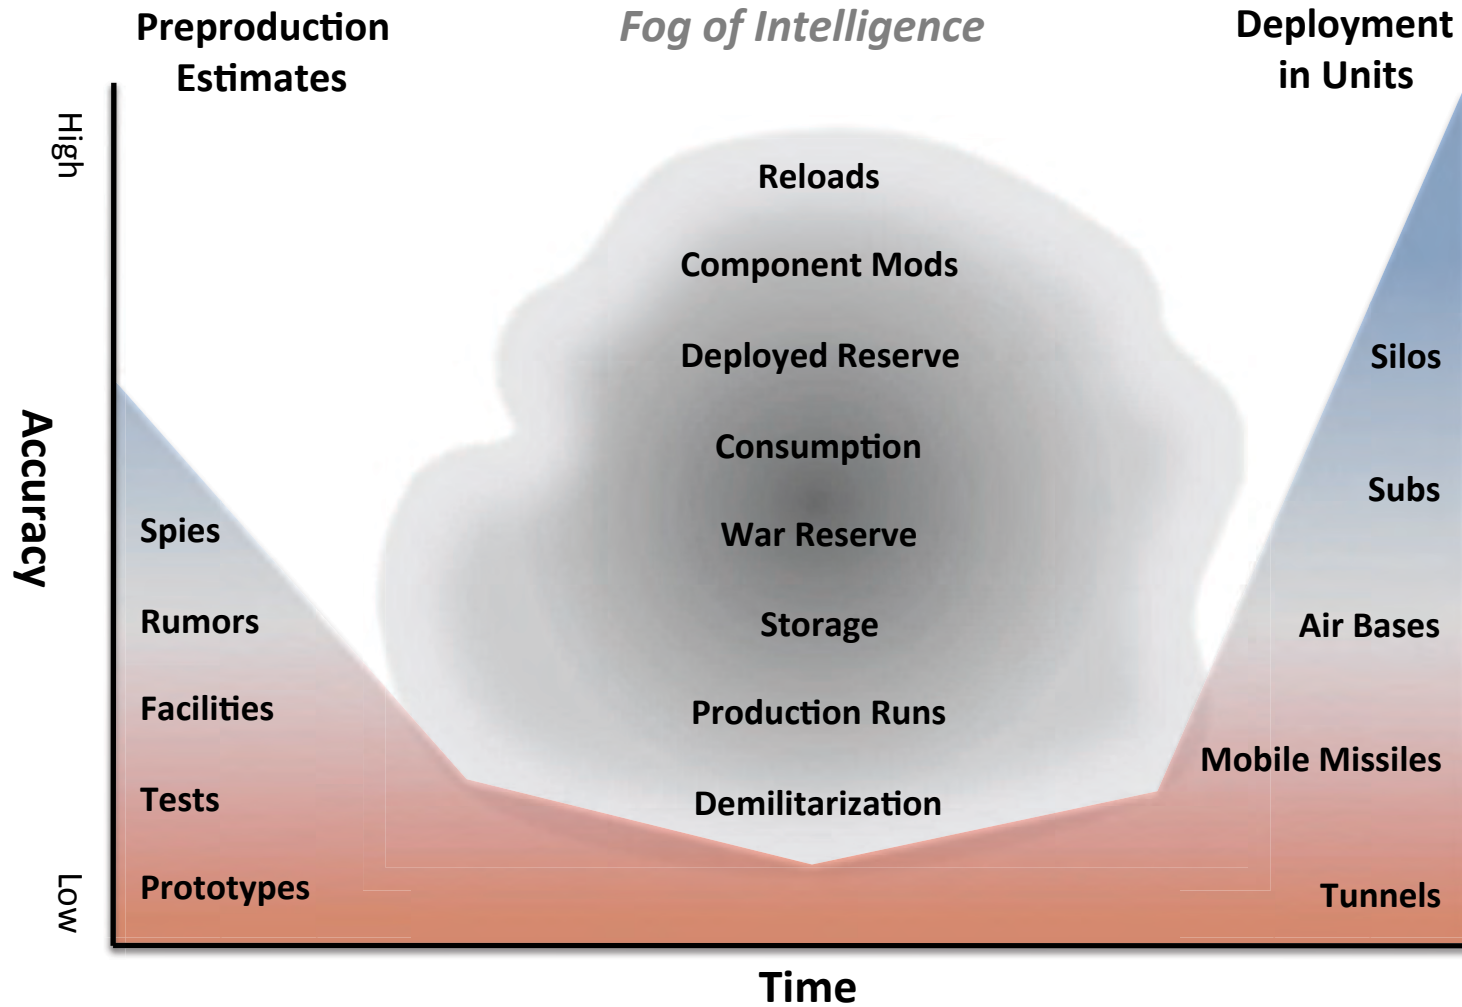 Preproduction
Estimates
Fog of Intelligence
Deployment
in Units
High
Accuracy
Low
Spies
Rumors
Facilities
Tests
Prototypes
Reloads
Component Mods
Deployed Reserve
Consumption
War Reserve
Storage
Production Runs
Demilitarization
Silos
Subs
Air Bases
Mobile Missiles
Tunnels
Time